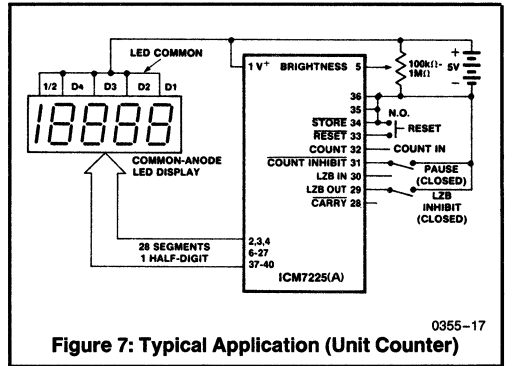 LED COMMON
1/2 D4 D3 D2 D1
18888
COMMON-ANODE
LED DISPLAY
28 SEGMENTS
1 HALF-DIGIT
1 V+ BRIGHTNESS 5
36
35
STORE 34
RESET 33
COUNT 32
COUNT INHIBIT 31
LZB IN 30
LZB OUT 29
CARRY 28
2,3,4
6-27
37-40
ICM7225(A)
100kΩ-
1MΩ
+
5V
−
N.O.
RESET
COUNT IN
PAUSE
(CLOSED)
LZB
INHIBIT
(CLOSED)
0355–17
Figure 7: Typical Application (Unit Counter)